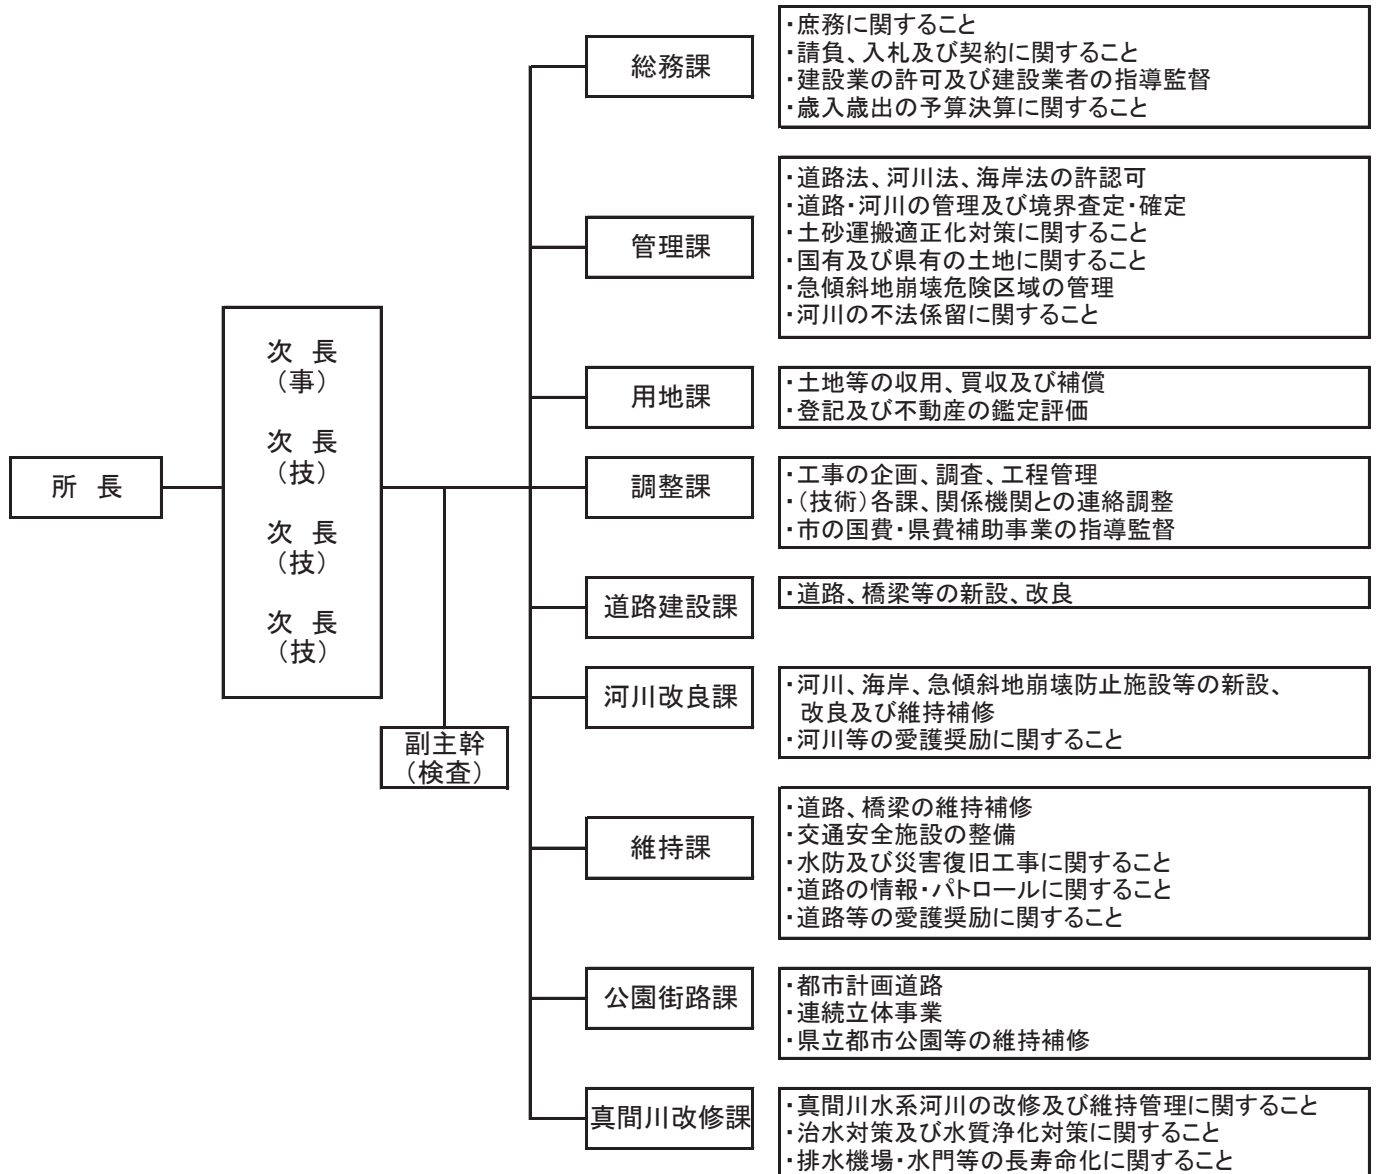 所 長
次 長
（事）
次 長
（技）
次 長
（技）
次 長
（技）
副主幹
（検査）
総務課
・庶務に関すること
・請負、入札及び契約に関すること
・建設業の許可及び建設業者の指導監督
・歳入歳出の予算決算に関すること
管理課
・道路法、河川法、海岸法の許認可
・道路・河川の管理及び境界査定・確定
・土砂運搬適正化対策に関すること
・国有及び県有の土地に関すること
・急傾斜地崩壊危険区域の管理
・河川の不法係留に関すること
用地課
・土地等の収用、買収及び補償
・登記及び不動産の鑑定評価
調整課
・工事の企画、調査、工程管理
・（技術）各課、関係機関との連絡調整
・市の国費・県費補助事業の指導監督
道路建設課
・道路、橋梁等の新設、改良
河川改良課
・河川、海岸、急傾斜地崩壊防止施設等の新設、
改良及び維持補修
・河川等の愛護奨励に関すること
維持課
・道路、橋梁の維持補修
・交通安全施設の整備
・水防及び災害復旧工事に関すること
・道路の情報・パトロールに関すること
・道路等の愛護奨励に関すること
公園街路課
・都市計画道路
・連続立体事業
・県立都市公園等の維持補修
真間川改修課
・真間川水系河川の改修及び維持管理に関すること
・治水対策及び水質浄化対策に関すること
・排水機場・水門等の長寿命化に関すること